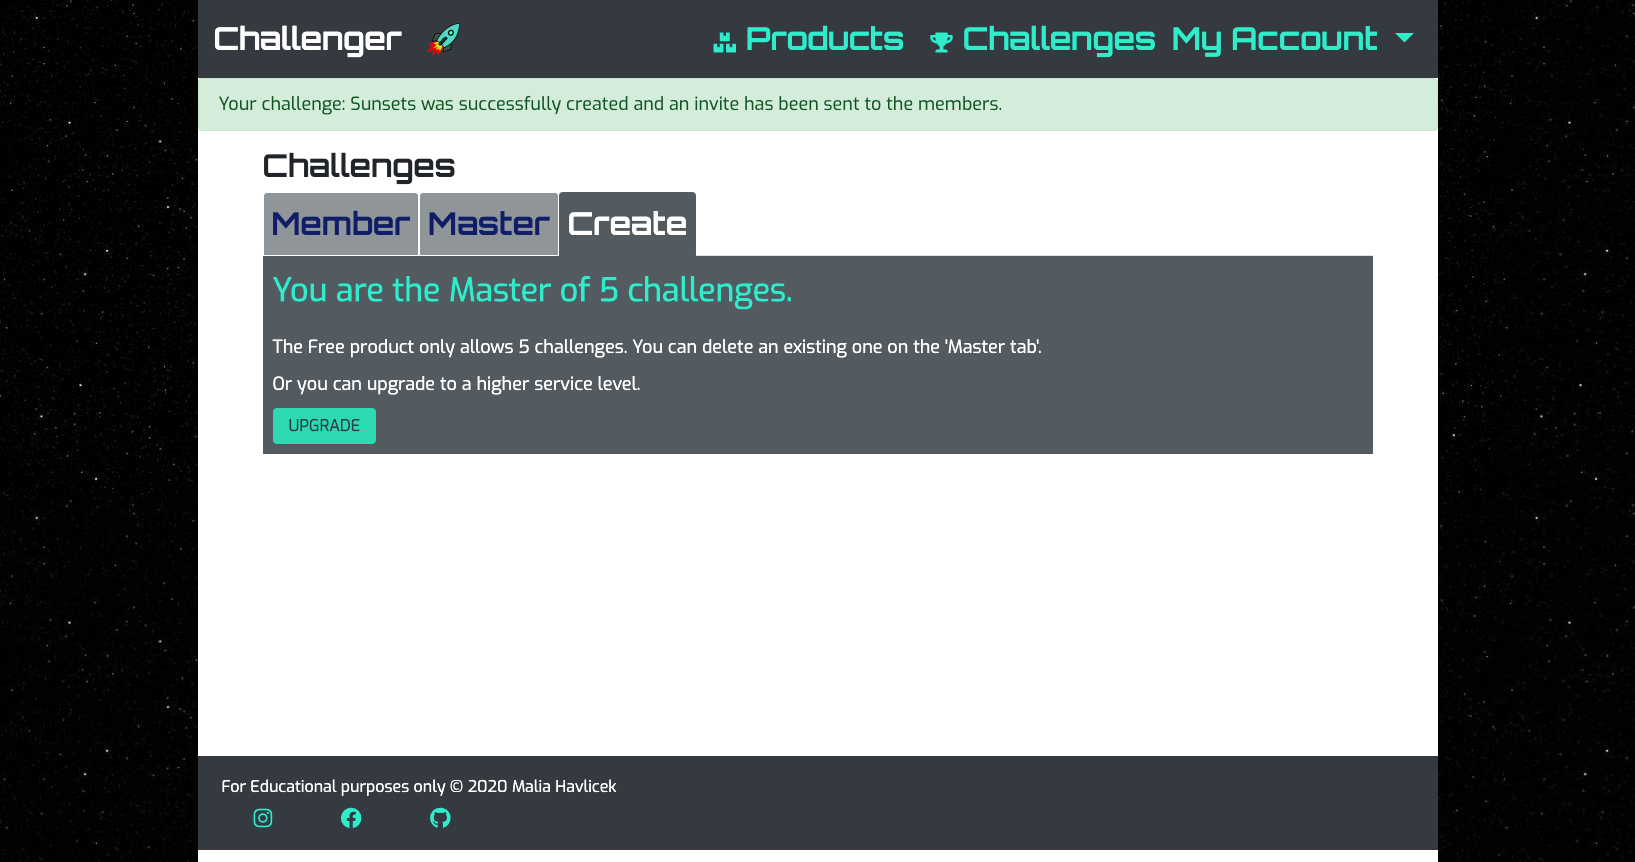 Challenger
Products
Challenges
My Account
Your challenge: Sunsets was successfully created and an invite has been sent to the members.
Challenges
Member
Master
Create
You are the Master of 5 challenges.
The Free product only allows 5 challenges. You can delete an existing one on the 'Master tab'.
Or you can upgrade to a higher service level.
UPGRADE
For Educational purposes only © 2020 Malia Havlicek